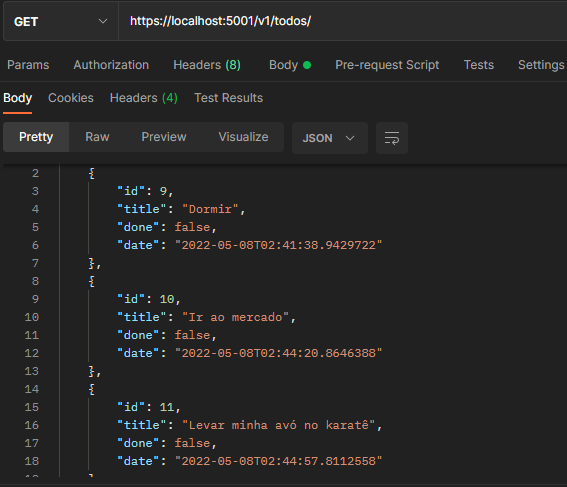 GET https://localhost:5001/v1/todos/
Params Authorization Headers (8) Body Pre-request Script Tests Settings
Body Cookies Headers (4) Test Results
Pretty Raw Preview Visualize JSON
2 {
3 "id": 9,
4 "title": "Dormir",
5 "done": false,
6 "date": "2022-05-08T02:41:38.9429722"
7 },
8 {
9 "id": 10,
10 "title": "Ir ao mercado",
11 "done": false,
12 "date": "2022-05-08T02:44:20.8646388"
13 },
14 {
15 "id": 11,
16 "title": "Levar minha avó no karatê",
17 "done": false,
18 "date": "2022-05-08T02:44:57.8112558"